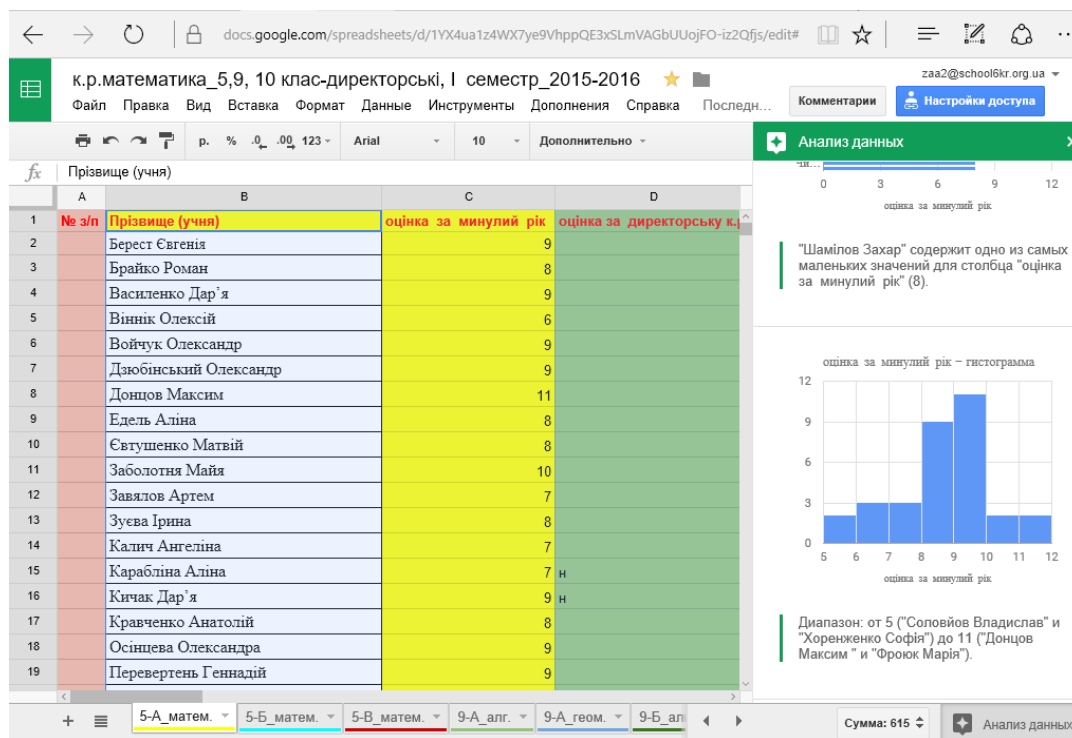 docs.google.com/spreadsheets/d/1YX4ua1z4WX7ye9VhppQE3xSLmVAGbUUojFO-iz2Qfjs/edit#
к.р.математика_5,9, 10 клас-директорські, І семестр_2015-2016
zaa2@school6kr.org.ua
Файл Правка Вид Вставка Формат Данные Инструменты Дополнения Справка Последн...
Комментарии
Настройки доступа
р. % .0 .00 123 Arial 10 Дополнительно
Анализ данных
fx Прізвище (учня)
A B C D
1 № з/п Прізвище (учня) оцінка за минулий рік оцінка за директорську к.р
2 Берест Євгенія 9
3 Брайко Роман 8
4 Василенко Дар’я 9
5 Віннік Олексій 6
6 Войчук Олександр 9
7 Дзюбінський Олександр 9
8 Донцов Максим 11
9 Едель Аліна 8
10 Євтушенко Матвій 8
11 Заболотня Майя 10
12 Завялов Артем 7
13 Зуєва Ірина 8
14 Калич Ангеліна 7
15 Карабліна Аліна 7 н
16 Кичак Дар’я 9 н
17 Кравченко Анатолій 8
18 Осінцева Олександра 9
19 Перевертень Геннадій 9
0 3 6 9 12
оцінка за минулий рік
"Шамілов Захар" содержит одно из самых
маленьких значений для столбца "оцінка
за минулий рік" (8).
оцінка за минулий рік – гистограмма
12
9
6
3
0
5 6 7 8 9 10 11 12
оцінка за минулий рік
Диапазон: от 5 ("Соловйов Владислав" и
"Хоренженко Софія") до 11 ("Донцов
Максим " и "Фроюк Марія").
5-А_матем. 5-Б_матем. 5-В_матем. 9-А_алг. 9-А_геом. 9-Б_ал
Сумма: 615
Анализ данных